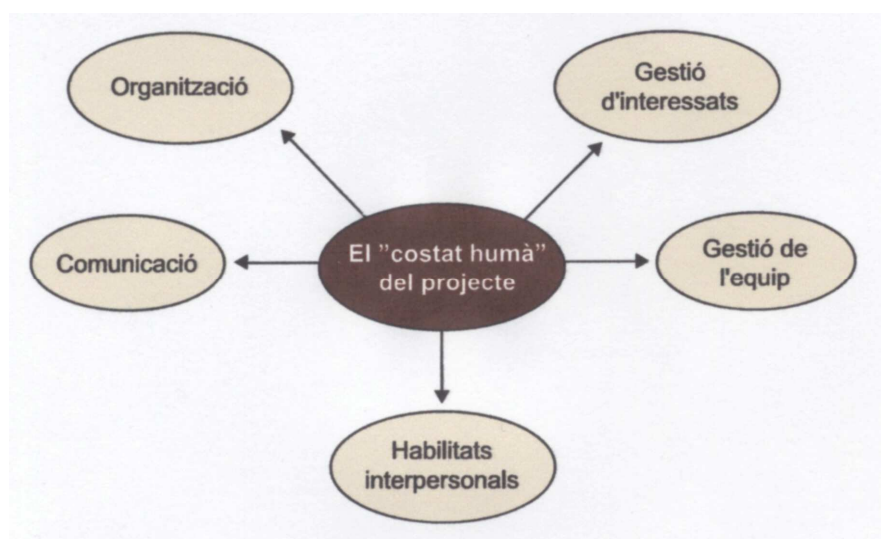 Organització
Gestió
d'interessats
Comunicació
El "costat humà"
del projecte
Gestió de
l'equip
Habilitats
interpersonals